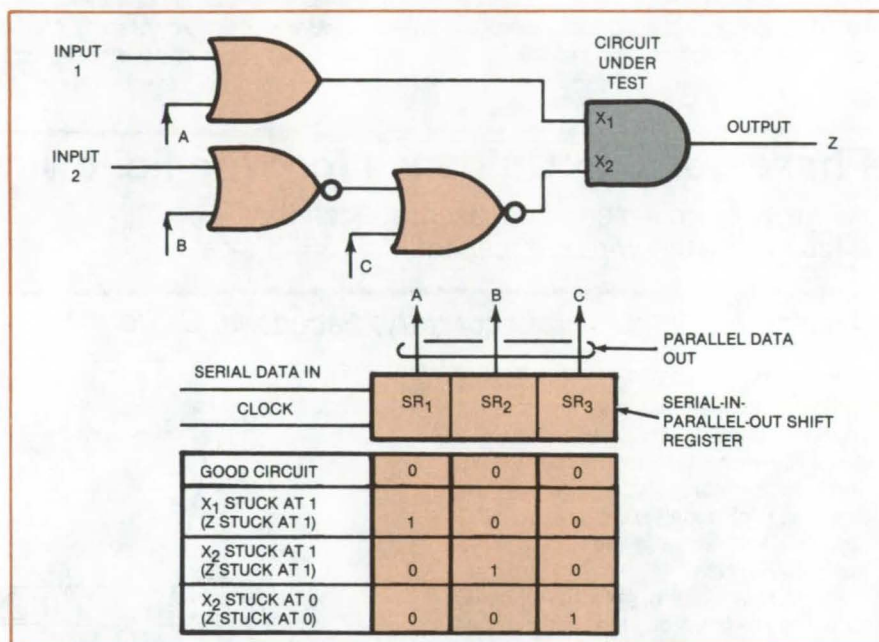 INPUT
1
CIRCUIT
UNDER
TEST
A
X1
OUTPUT
Z
INPUT
2
X2
B
C
A
B
C
PARALLEL DATA
OUT
SERIAL DATA IN
CLOCK
SR1
SR2
SR3
SERIAL-IN-
PARALLEL-OUT SHIFT
REGISTER
GOOD CIRCUIT 0 0 0
X1 STUCK AT 1
(Z STUCK AT 1) 1 0 0
X2 STUCK AT 1
(Z STUCK AT 1) 0 1 0
X2 STUCK AT 0
(Z STUCK AT 0) 0 0 1